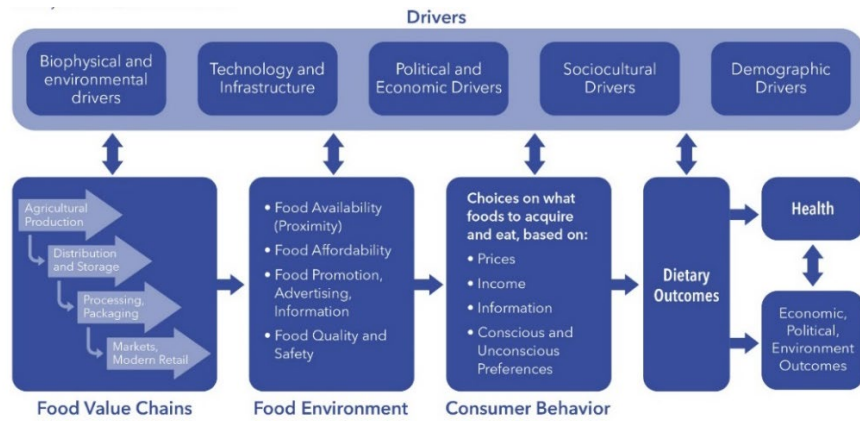 Drivers
Biophysical and
environmental
drivers
Technology and
Infrastructure
Political and
Economic Drivers
Sociocultural
Drivers
Demographic
Drivers
Agricultural
Production
Distribution
and Storage
Processing,
Packaging
Markets,
Modern Retail
Food Value Chains
• Food Availability
(Proximity)
• Food Affordability
• Food Promotion,
Advertising,
Information
• Food Quality and
Safety
Food Environment
Choices on what
foods to acquire
and eat, based on:
• Prices
• Income
• Information
• Conscious and
Unconscious
Preferences
Consumer Behavior
Dietary
Outcomes
Health
Economic,
Political,
Environment
Outcomes